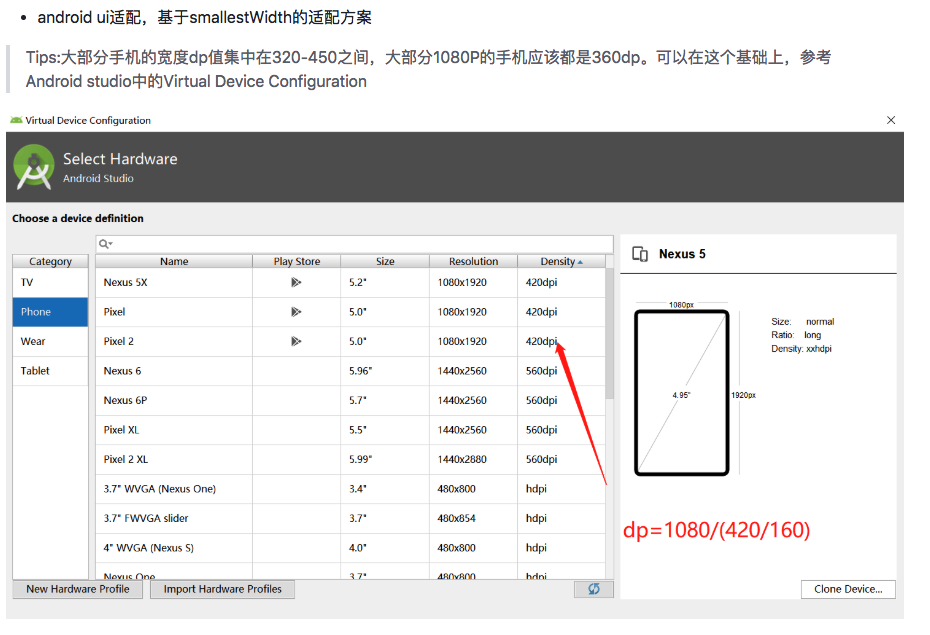 android ui适配，基于smallestWidth的适配方案
Tips:大部分手机的宽度dp值集中在320-450之间，大部分1080P的手机应该都是360dp。可以在这个基础上，参考
Android studio中的Virtual Device Configuration
Virtual Device Configuration
Select Hardware
Android Studio
Choose a device definition
Category
TV
Phone
Wear
Tablet
Name Play Store Size Resolution Density
Nexus 5X 5.2" 1080x1920 420dpi
Pixel 5.0" 1080x1920 420dpi
Pixel 2 5.0" 1080x1920 420dpi
Nexus 6 5.96" 1440x2560 560dpi
Nexus 6P 5.7" 1440x2560 560dpi
Pixel XL 5.5" 1440x2560 560dpi
Pixel 2 XL 5.99" 1440x2880 560dpi
3.7" WVGA (Nexus One) 3.4" 480x800 hdpi
3.7" FWVGA slider 3.7" 480x854 hdpi
4" WVGA (Nexus S) 4.0" 480x800 hdpi
Nexus One 3.7" 480x800 hdpi
New Hardware Profile
Import Hardware Profiles
Nexus 5
1080px
4.95"
1920px
Size: normal
Ratio: long
Density: xxhdpi
dp=1080/(420/160)
Clone Device...